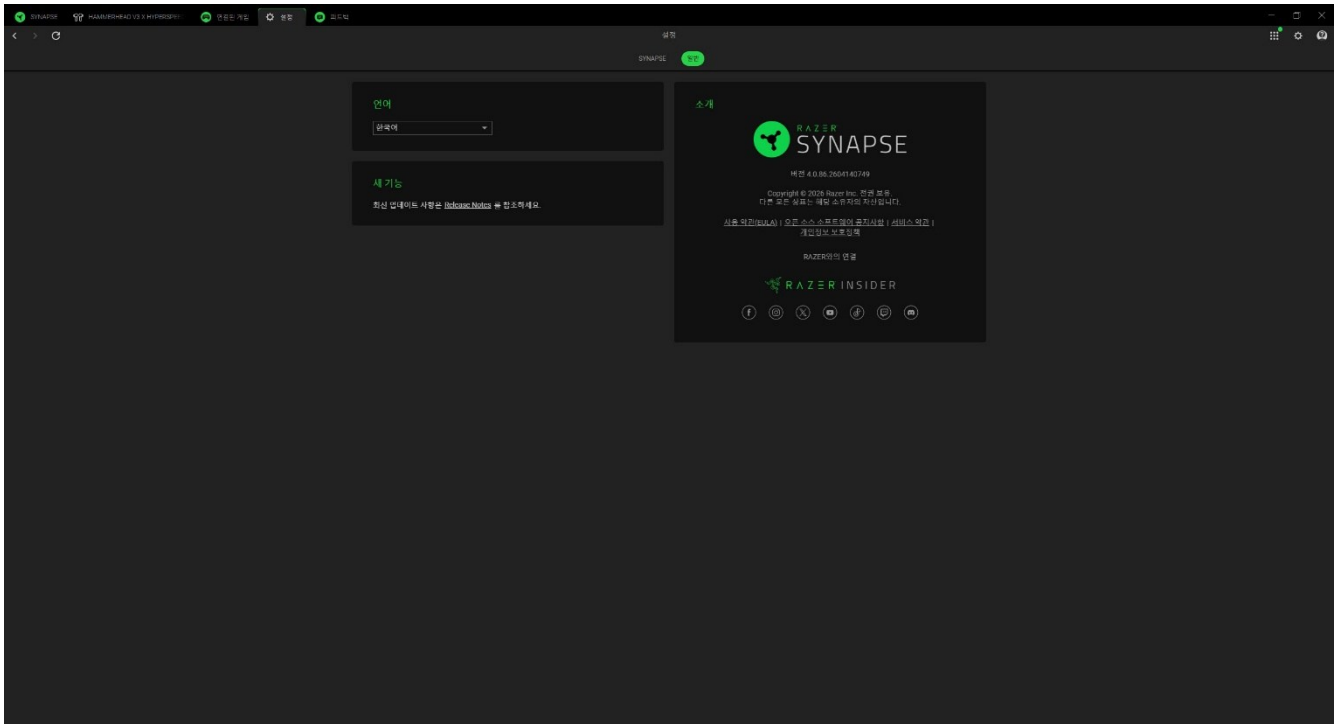 SYNAPSE HAMMERHEAD V3 X HYPERSPEE... 연결된 게임 설정 피드백
설정
SYNAPSE 일반
언어
한국어
새 기능
최신 업데이트 사항은 Release Notes 를 참조하세요.
소개
RAZER
SYNAPSE
버전 4.0.86.2604140749
Copyright © 2026 Razer Inc. 전권 보유.
다른 모든 상표는 해당 소유자의 자산입니다.
사용 약관(EULA) | 오픈 소스 소프트웨어 공지사항 | 서비스 약관 |
개인정보 보호정책
RAZER와의 연결
RAZER INSIDER